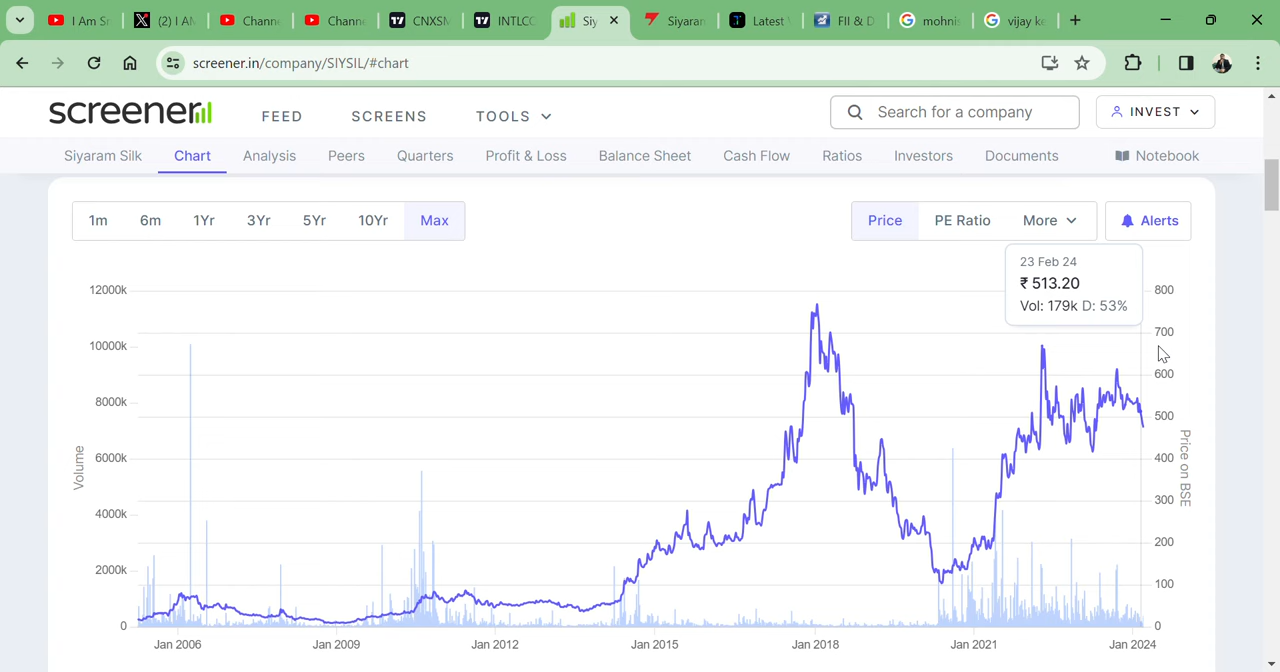 I Am Sr
(2) I AM
Channe
Channe
CNXSM
INTLCO
Siy
Siyaran
Latest
FII & D
mohnis
vijay ke
screener.in/company/SIYSIL/#chart
screener
FEED
SCREENS
TOOLS
Search for a company
INVEST
Siyaram Silk
Chart
Analysis
Peers
Quarters
Profit & Loss
Balance Sheet
Cash Flow
Ratios
Investors
Documents
Notebook
1m
6m
1Yr
3Yr
5Yr
10Yr
Max
Price
PE Ratio
More
Alerts
23 Feb 24
₹ 513.20
Vol: 179k D: 53%
12000k
10000k
8000k
6000k
4000k
2000k
0
Volume
800
700
600
500
400
300
200
100
0
Price on BSE
Jan 2006
Jan 2009
Jan 2012
Jan 2015
Jan 2018
Jan 2021
Jan 2024